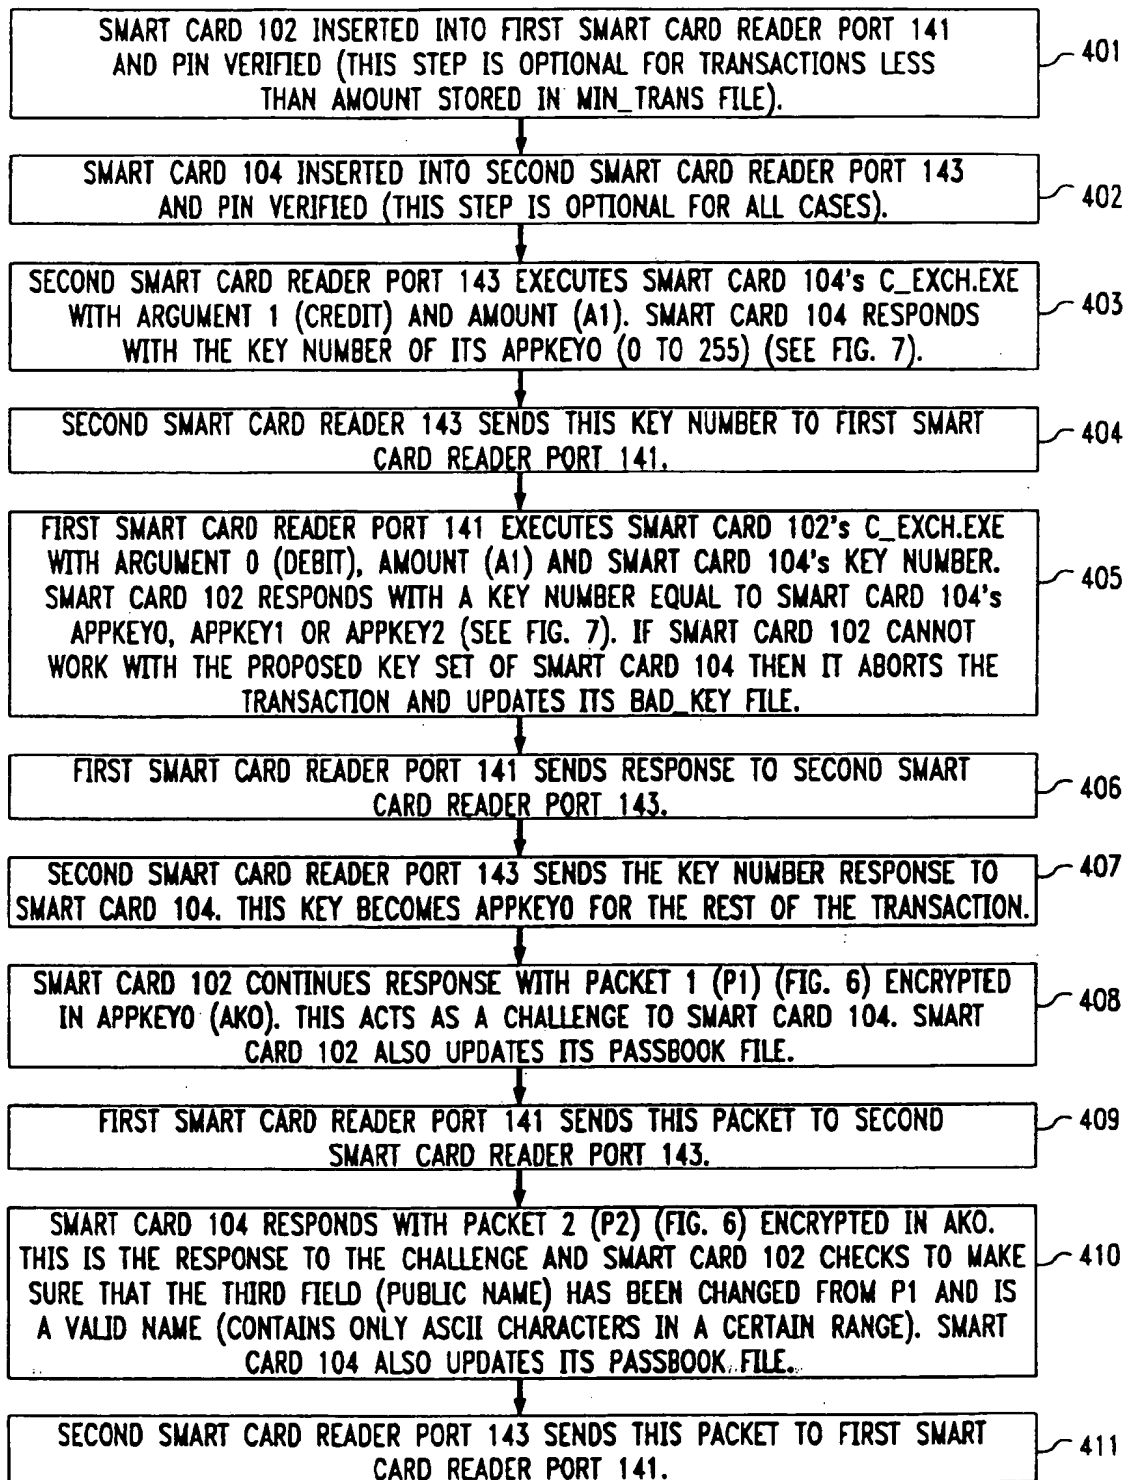 SMART CARD 102 INSERTED INTO FIRST SMART CARD READER PORT 141
AND PIN VERIFIED (THIS STEP IS OPTIONAL FOR TRANSACTIONS LESS
THAN AMOUNT STORED IN MIN_TRANS FILE).
401
SMART CARD 104 INSERTED INTO SECOND SMART CARD READER PORT 143
AND PIN VERIFIED (THIS STEP IS OPTIONAL FOR ALL CASES).
402
SECOND SMART CARD READER PORT 143 EXECUTES SMART CARD 104's C_EXCH.EXE
WITH ARGUMENT 1 (CREDIT) AND AMOUNT (A1). SMART CARD 104 RESPONDS
WITH THE KEY NUMBER OF ITS APPKEY0 (0 TO 255) (SEE FIG. 7).
403
SECOND SMART CARD READER 143 SENDS THIS KEY NUMBER TO FIRST SMART
CARD READER PORT 141.
404
FIRST SMART CARD READER PORT 141 EXECUTES SMART CARD 102's C_EXCH.EXE
WITH ARGUMENT 0 (DEBIT), AMOUNT (A1) AND SMART CARD 104's KEY NUMBER.
SMART CARD 102 RESPONDS WITH A KEY NUMBER EQUAL TO SMART CARD 104's
APPKEY0, APPKEY1 OR APPKEY2 (SEE FIG. 7). IF SMART CARD 102 CANNOT
WORK WITH THE PROPOSED KEY SET OF SMART CARD 104 THEN IT ABORTS THE
TRANSACTION AND UPDATES ITS BAD_KEY FILE.
405
FIRST SMART CARD READER PORT 141 SENDS RESPONSE TO SECOND SMART
CARD READER PORT 143.
406
SECOND SMART CARD READER PORT 143 SENDS THE KEY NUMBER RESPONSE TO
SMART CARD 104. THIS KEY BECOMES APPKEY0 FOR THE REST OF THE TRANSACTION.
407
SMART CARD 102 CONTINUES RESPONSE WITH PACKET 1 (P1) (FIG. 6) ENCRYPTED
IN APPKEY0 (AK0). THIS ACTS AS A CHALLENGE TO SMART CARD 104. SMART
CARD 102 ALSO UPDATES ITS PASSBOOK FILE.
408
FIRST SMART CARD READER PORT 141 SENDS THIS PACKET TO SECOND
SMART CARD READER PORT 143.
409
SMART CARD 104 RESPONDS WITH PACKET 2 (P2) (FIG. 6) ENCRYPTED IN AK0.
THIS IS THE RESPONSE TO THE CHALLENGE AND SMART CARD 102 CHECKS TO MAKE
SURE THAT THE THIRD FIELD (PUBLIC NAME) HAS BEEN CHANGED FROM P1 AND IS
A VALID NAME (CONTAINS ONLY ASCII CHARACTERS IN A CERTAIN RANGE). SMART
CARD 104 ALSO UPDATES ITS PASSBOOK FILE.
410
SECOND SMART CARD READER PORT 143 SENDS THIS PACKET TO FIRST SMART
CARD READER PORT 141.
411